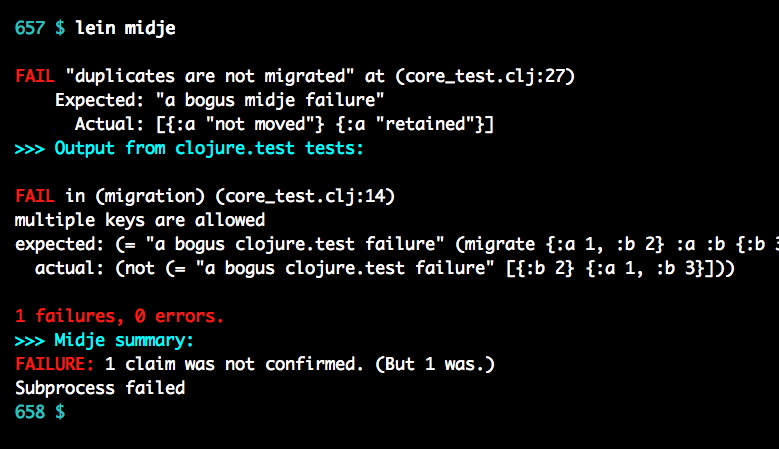 657 $ lein midje
FAIL "duplicates are not migrated" at (core_test.clj:27)
Expected: "a bogus midje failure"
Actual: [{:a "not moved"} {:a "retained"}]
>>> Output from clojure.test tests:
FAIL in (migration) (core_test.clj:14)
multiple keys are allowed
expected: (= "a bogus clojure.test failure" (migrate {:a 1, :b 2} :a :b {:b 3
actual: (not (= "a bogus clojure.test failure" [{:b 2} {:a 1, :b 3}]))
1 failures, 0 errors.
>>> Midje summary:
FAILURE: 1 claim was not confirmed. (But 1 was.)
Subprocess failed
658 $